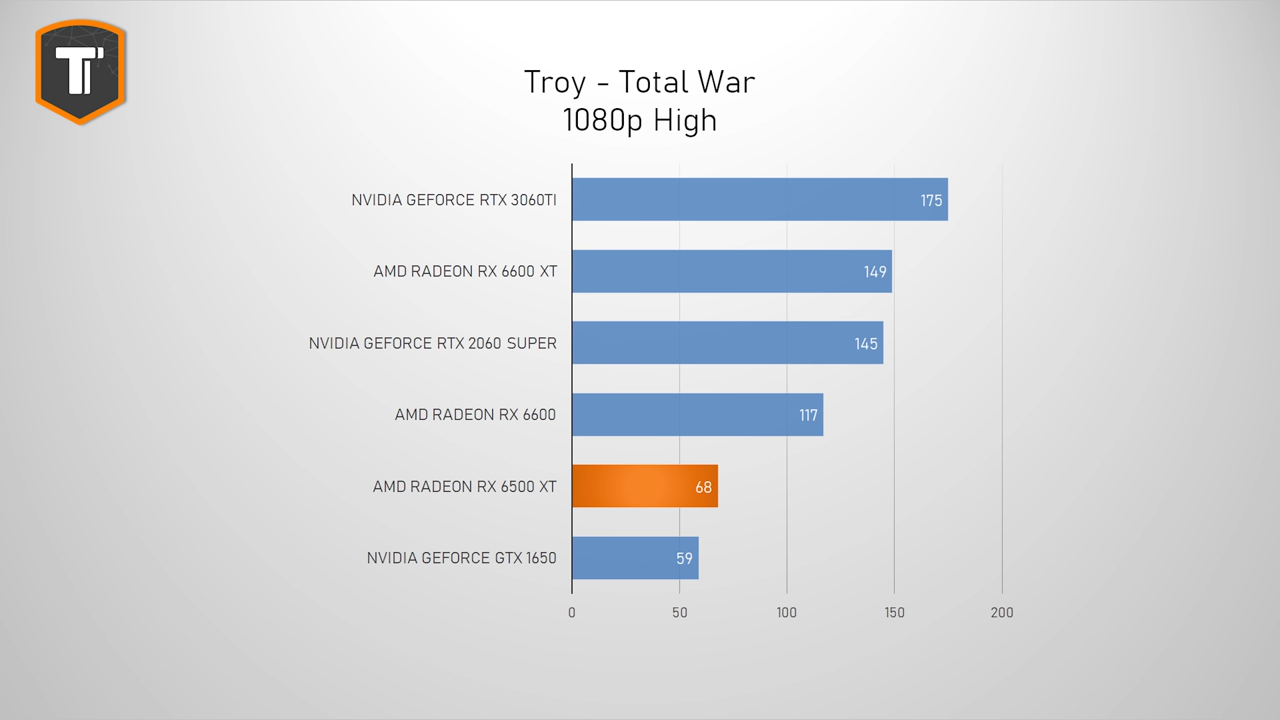 T
Troy - Total War
1080p High
NVIDIA GEFORCE RTX 3060TI 175
AMD RADEON RX 6600 XT 149
NVIDIA GEFORCE RTX 2060 SUPER 145
AMD RADEON RX 6600 117
AMD RADEON RX 6500 XT 68
NVIDIA GEFORCE GTX 1650 59
0 50 100 150 200